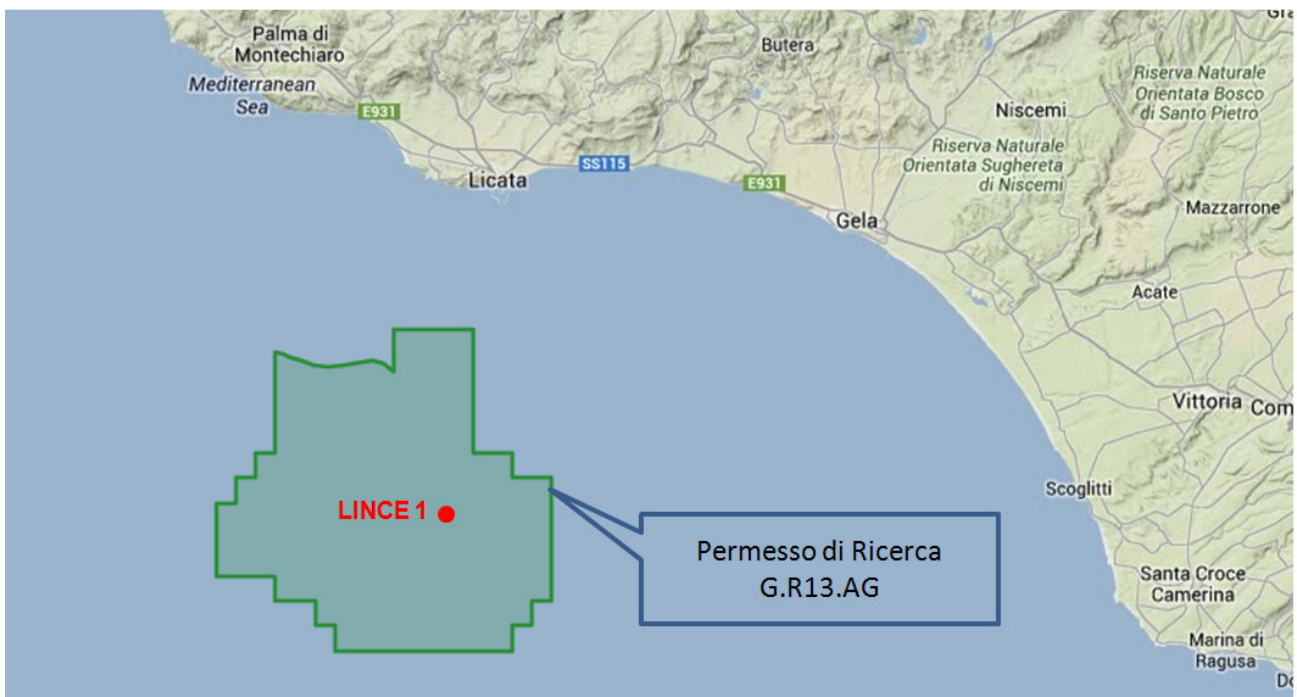 Gra
Palma di
Montechiaro
Butera
Mediterranean
Sea
Riserva Naturale
Orientata Bosco
di Santo Pietro
E931
Niscemi
Riserva Naturale
Orientata Sughereta
di Niscemi
SS115
Licata
E931
Mazzarrone
Gela
Acate
Vittoria
Com
Scoglitti
LINCE 1
Permesso di Ricerca
G.R13.AG
Santa Croce
Camerina
Marina di
Ragusa